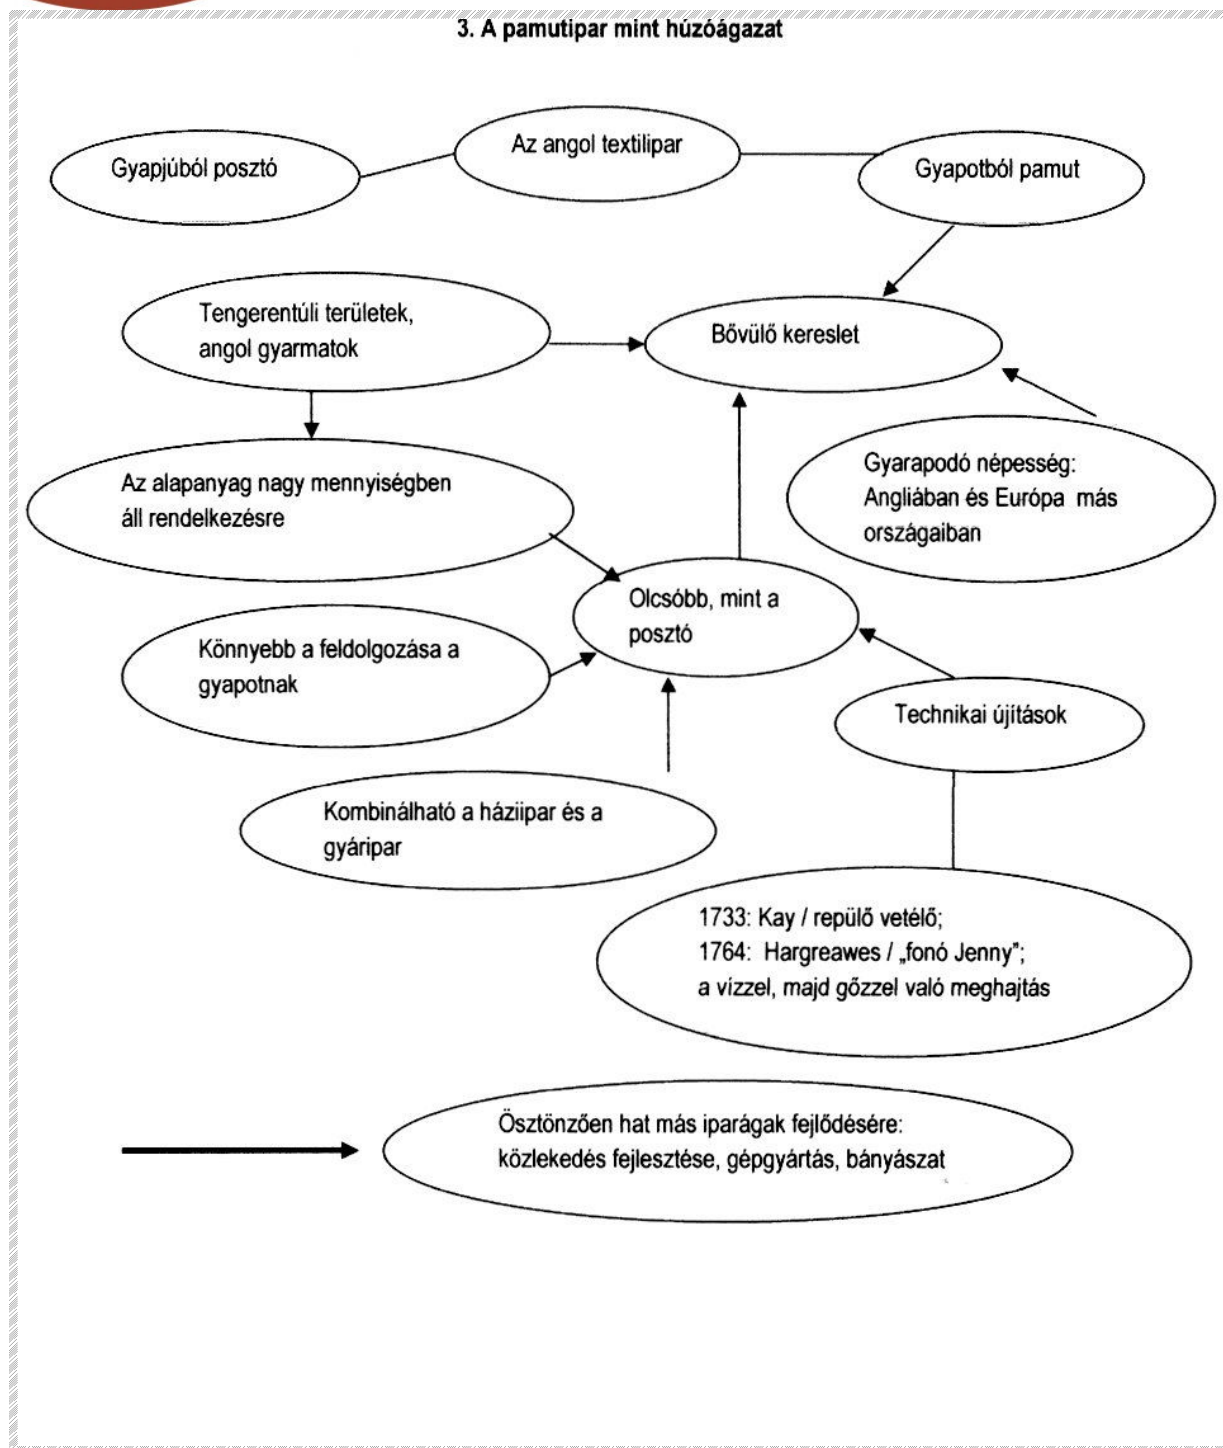 3. A pamutipar mint húzóágazat
Az angol textilipar
Gyapjúból posztó
Gyapotból pamut
Tengerentúli területek,
angol gyarmatok
Bővülő kereslet
Az alapanyag nagy mennyiségben
áll rendelkezésre
Gyarapodó népesség:
Angliában és Európa más
országaiban
Olcsóbb, mint a
posztó
Könnyebb a feldolgozása a
gyapotnak
Technikai újítások
Kombinálható a háziipar és a
gyáripar
1733: Kay / repülő vetélő;
1764: Hargreawes / „fonó Jenny”;
a vízzel, majd gőzzel való meghajtás
Ösztönzően hat más iparágak fejlődésére:
közlekedés fejlesztése, gépgyártás, bányászat